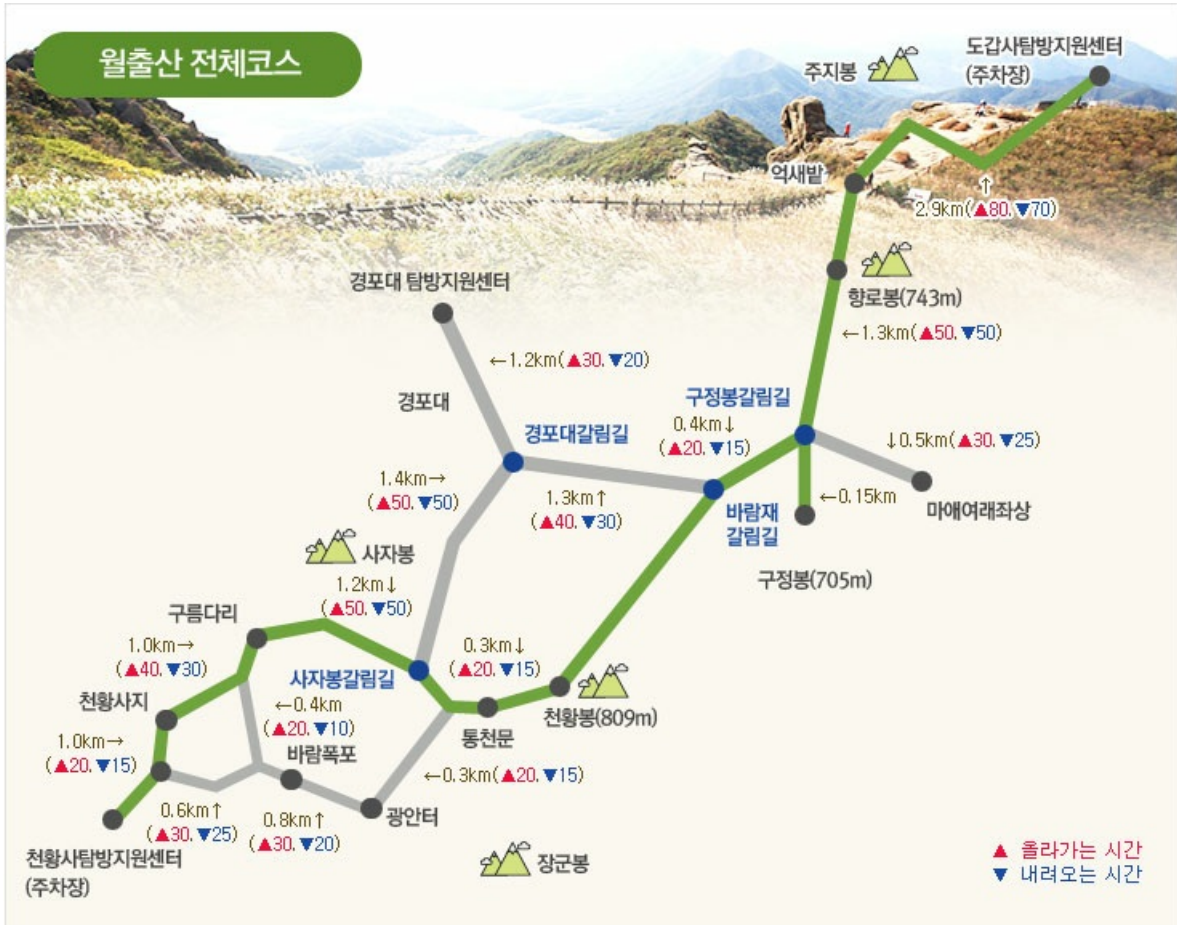 월출산 전체코스
주지봉
도갑사탐방지원센터
(주차장)
억새밭
↑
2.9km(▲80.▼70)
경포대 탐방지원센터
향로봉(743m)
←1.3km(▲50.▼50)
←1.2km(▲30.▼20)
경포대
구정봉갈림길
경포대갈림길
0.4km↓
(▲20.▼15)
↓0.5km(▲30.▼25)
1.4km→
(▲50.▼50)
1.3km↑
(▲40.▼30)
←0.15km
바람재
갈림길
마애여래좌상
사자봉
구정봉(705m)
1.2km↓
(▲50.▼50)
구름다리
1.0km→
(▲40.▼30)
0.3km↓
(▲20.▼15)
사자봉갈림길
천황사지
←0.4km
(▲20.▼10)
천황봉(809m)
통천문
1.0km→
(▲20.▼15)
바람폭포
←0.3km(▲20.▼15)
0.6km↑
(▲30.▼25)
0.8km↑
(▲30.▼20)
광안터
천황사탐방지원센터
(주차장)
장군봉
▲ 올라가는 시간
▼ 내려오는 시간